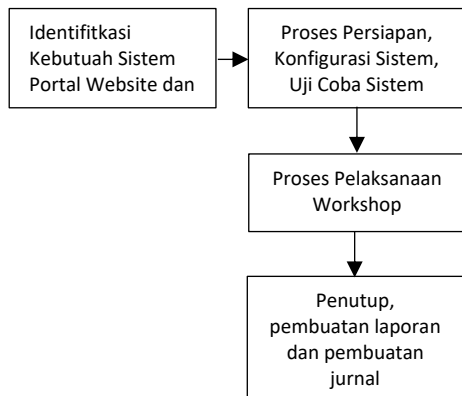 Identifitkasi
Kebutuah Sistem
Portal Website dan
Proses Persiapan,
Konfigurasi Sistem,
Uji Coba Sistem
Proses Pelaksanaan
Workshop
Penutup,
pembuatan laporan
dan pembuatan
jurnal